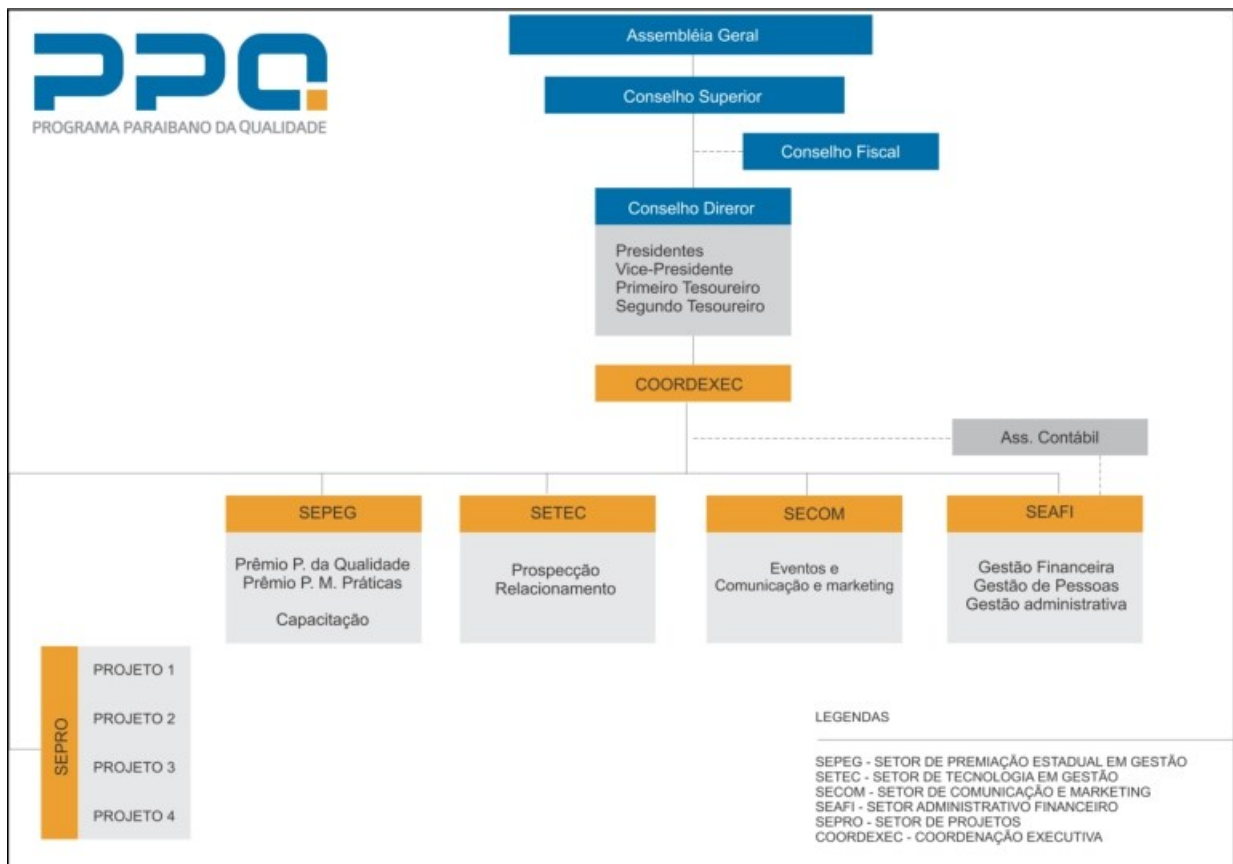 PPQ
PROGRAMA PARAIBANO DA QUALIDADE
Assembléia Geral
Conselho Superior
Conselho Fiscal
Conselho Direror
Presidentes
Vice-Presidente
Primeiro Tesoureiro
Segundo Tesoureiro
COORDEXEC
Ass. Contábil
SEPEG
Prêmio P. da Qualidade
Prêmio P. M. Práticas
Capacitação
SETEC
Prospecção
Relacionamento
SECOM
Eventos e
Comunicação e marketing
SEAFI
Gestão Financeira
Gestão de Pessoas
Gestão administrativa
SEPRO
PROJETO 1
PROJETO 2
PROJETO 3
PROJETO 4
LEGENDAS
SEPEG - SETOR DE PREMIAÇÃO ESTADUAL EM GESTÃO
SETEC - SETOR DE TECNOLOGIA EM GESTÃO
SECOM - SETOR DE COMUNICAÇÃO E MARKETING
SEAFI - SETOR ADMINISTRATIVO FINANCEIRO
SEPRO - SETOR DE PROJETOS
COORDEXEC - COORDENAÇÃO EXECUTIVA